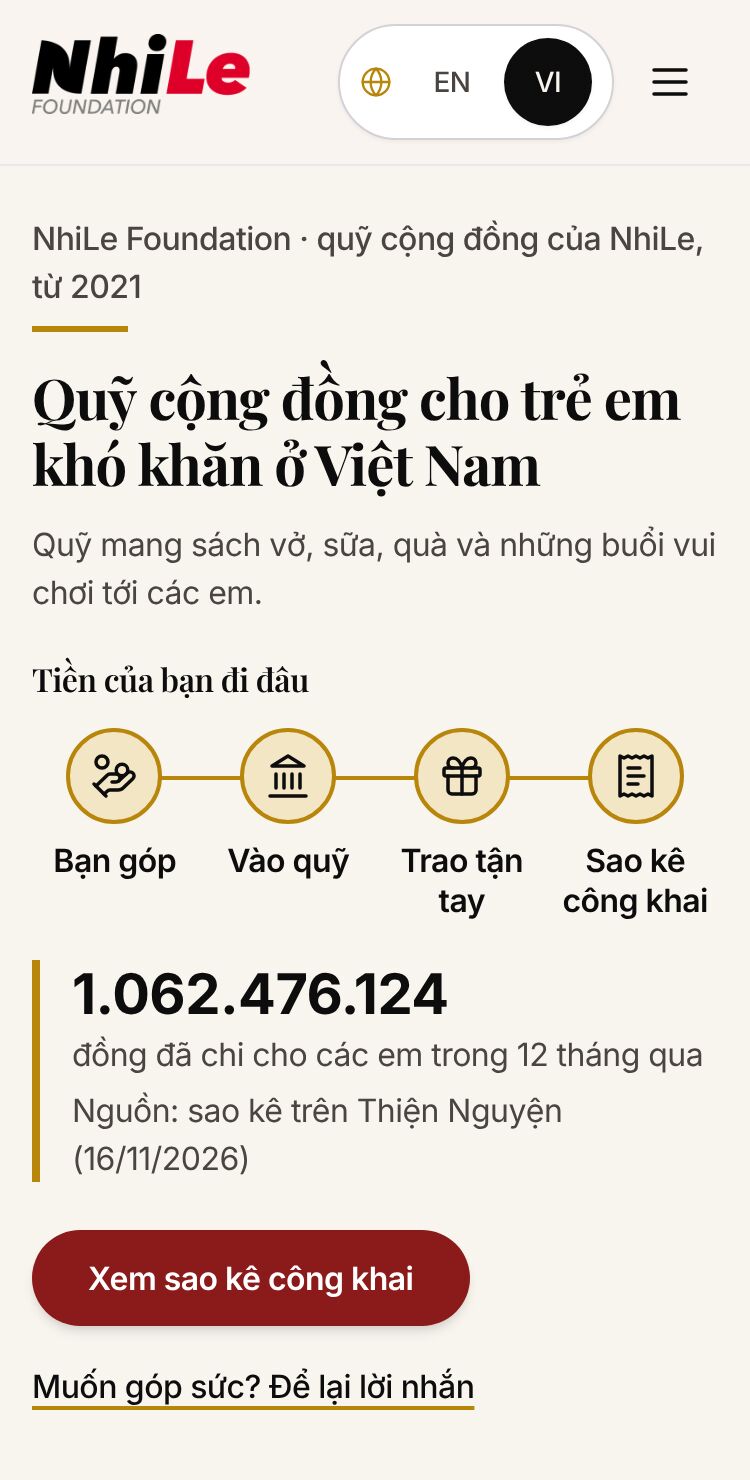 NhiLe
FOUNDATION
EN
VI
NhiLe Foundation · quỹ cộng đồng của NhiLe,
từ 2021
Quỹ cộng đồng cho trẻ em
khó khăn ở Việt Nam
Quỹ mang sách vở, sữa, quà và những buổi vui
chơi tới các em.
Tiền của bạn đi đâu
Bạn góp
Vào quỹ
Trao tận
tay
Sao kê
công khai
1.062.476.124
đồng đã chi cho các em trong 12 tháng qua
Nguồn: sao kê trên Thiện Nguyện
(16/11/2026)
Xem sao kê công khai
Muốn góp sức? Để lại lời nhắn